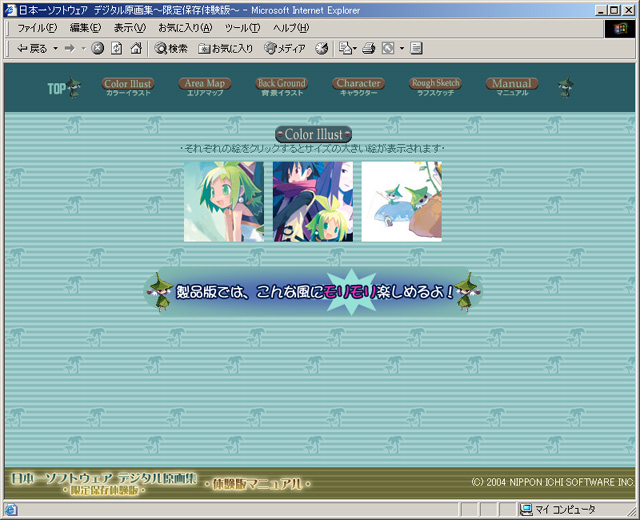 日本一ソフトウェア デジタル原画集～限定保存体験版～ - Microsoft Internet Explorer
ファイル(F) 編集(E) 表示(V) お気に入り(A) ツール(T) ヘルプ(H)
戻る 検索 お気に入り メディア
TOP Color Illust Area Map Back Ground Character Rough Sketch Manual
カラーイラスト エリアマップ 背景イラスト キャラクター ラフスケッチ マニュアル
Color Illust
・それぞれの絵をクリックするとサイズの大きい絵が表示されます・
製品版では、こんな風にモリモリ楽しめるよ！
日本一ソフトウェア デジタル原画集
・限定保存体験版・
・体験版マニュアル・
(C) 2004 NIPPON ICHI SOFTWARE INC.
マイ コンピュータ